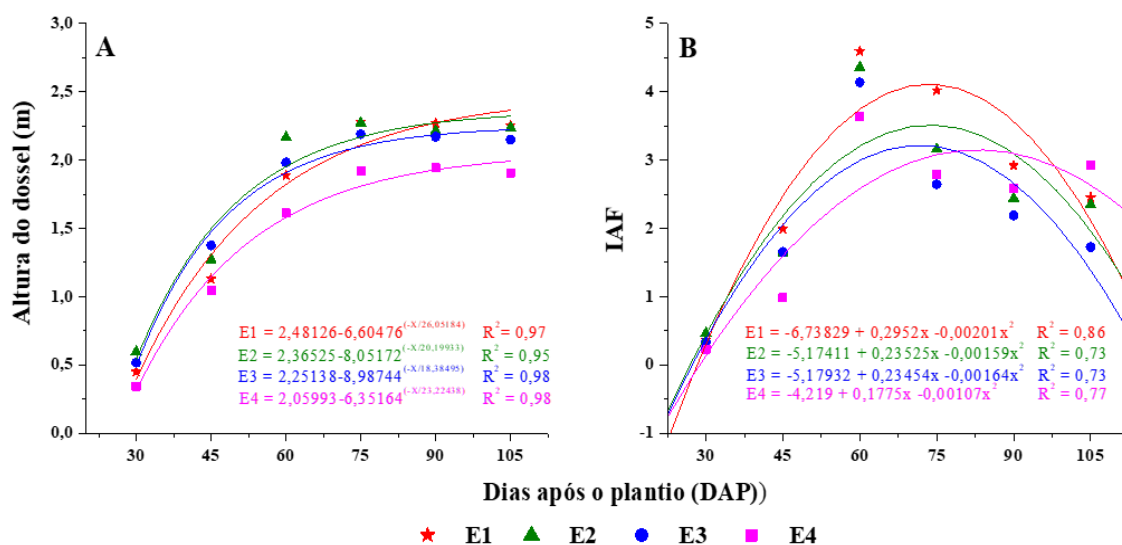 A
Altura do dossel (m)
3,0
2,5
2,0
1,5
1,0
0,5
0,0
E1 = 2,48126-6,60476^(-X/26,05184) R² = 0,97
E2 = 2,36525-8,05172^(-X/20,19933) R² = 0,95
E3 = 2,25138-8,98744^(-X/18,38495) R² = 0,98
E4 = 2,05993-6,35164^(-X/23,22438) R² = 0,98
30 45 60 75 90 105
B
IAF
5
4
3
2
1
0
-1
E1 = -6,73829 + 0,2952x -0,00201x² R² = 0,86
E2 = -5,17411 + 0,23525x -0,00159x² R² = 0,73
E3 = -5,17932 + 0,23454x -0,00164x² R² = 0,73
E4 = -4,219 + 0,1775x -0,00107x² R² = 0,77
30 45 60 75 90 105
Dias após o plantio (DAP))
E1 E2 E3 E4